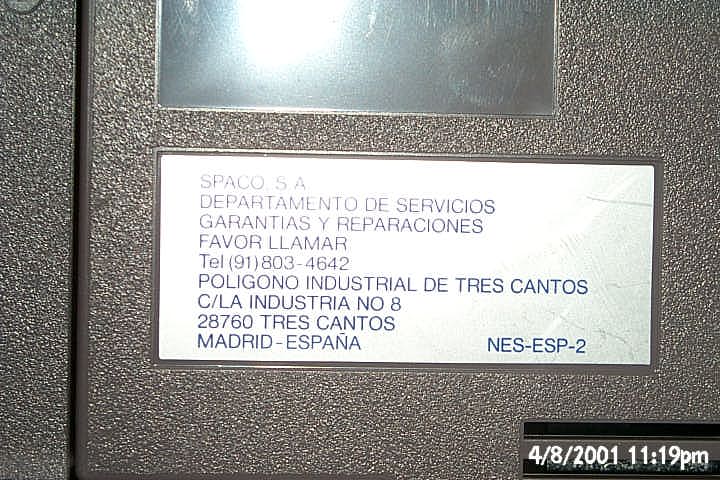 SPACO, S.A
DEPARTAMENTO DE SERVICIOS
GARANTIAS Y REPARACIONES
FAVOR LLAMAR
Tel (91) 803-4642
POLIGONO INDUSTRIAL DE TRES CANTOS
C/LA INDUSTRIA NO 8
28760 TRES CANTOS
MADRID-ESPAÑA NES-ESP-2
4/8/2001 11:19pm